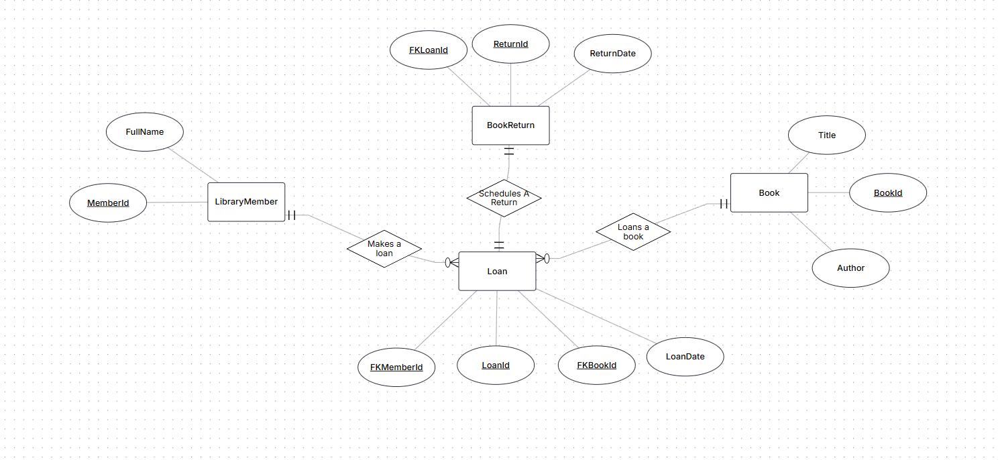 FKLoanId
ReturnId
ReturnDate
BookReturn
FullName
Title
MemberId
LibraryMember
Schedules A
Return
Book
BookId
Makes a
loan
Loans a
book
Loan
Author
FKMemberId
LoanId
FKBookId
LoanDate